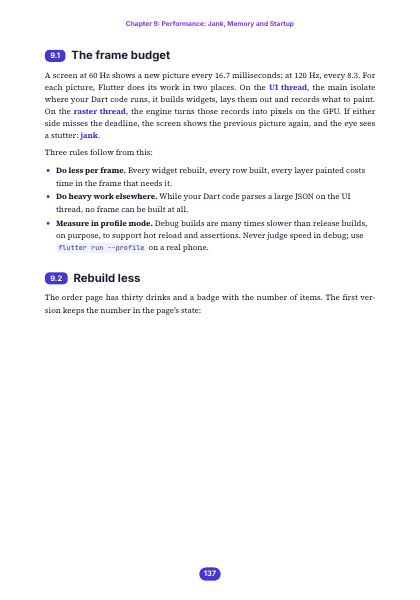 Chapter 9: Performance: Jank, Memory and Startup
9.1 The frame budget
A screen at 60 Hz shows a new picture every 16.7 milliseconds; at 120 Hz, every 8.3. For
each picture, Flutter does its work in two places. On the UI thread, the main isolate
where your Dart code runs, it builds widgets, lays them out and records what to paint.
On the raster thread, the engine turns those records into pixels on the GPU. If either
side misses the deadline, the screen shows the previous picture again, and the eye sees
a stutter: jank.
Three rules follow from this:
• Do less per frame. Every widget rebuilt, every row built, every layer painted costs
time in the frame that needs it.
• Do heavy work elsewhere. While your Dart code parses a large JSON on the UI
thread, no frame can be built at all.
• Measure in profile mode. Debug builds are many times slower than release builds,
on purpose, to support hot reload and assertions. Never judge speed in debug; use
flutter run --profile on a real phone.
9.2 Rebuild less
The order page has thirty drinks and a badge with the number of items. The first ver-
sion keeps the number in the page's state:
137